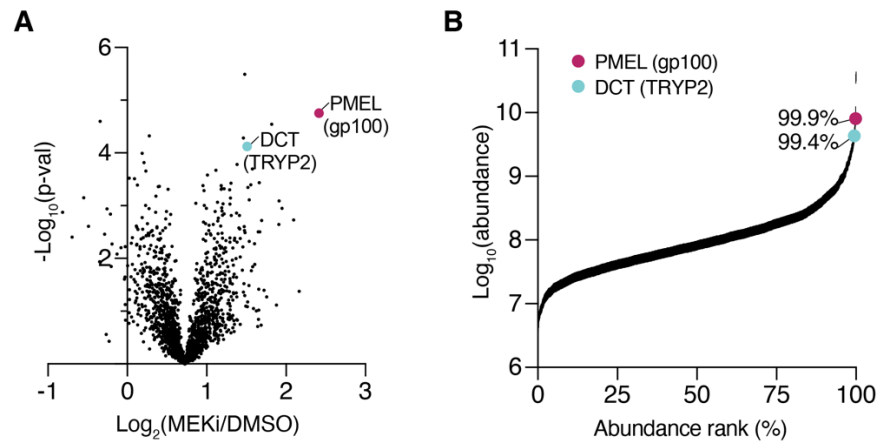 A
6
4
2
-Log10(p-val)
PMEL
(gp100)
DCT
(TRYP2)
-1
0
1
2
3
Log2(MEKi/DMSO)
B
11
10
9
8
7
6
Log10(abundance)
PMEL (gp100)
DCT (TRYP2)
99.9%
99.4%
0
25
50
75
100
Abundance rank (%)